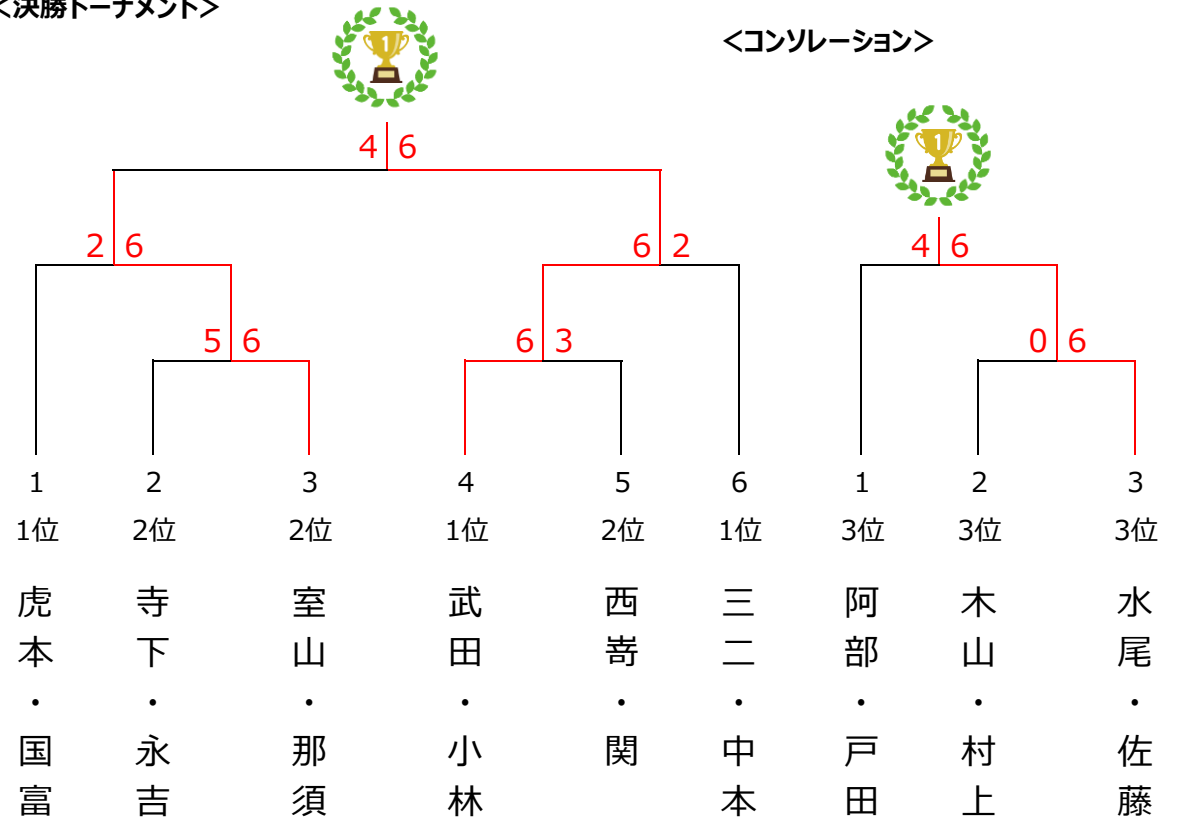 <決勝トーナメント>
<コンソレーション>
1
1
4 6
2 6
6 2
4 6
5 6
6 3
0 6
1 2 3 4 5 6 1 2 3
1位 2位 2位 1位 2位 1位 3位 3位 3位
虎本・国富
寺下・永吉
室山・那須
武田・小林
西嵜・関
三二・中本
阿部・戸田
木山・村上
水尾・佐藤